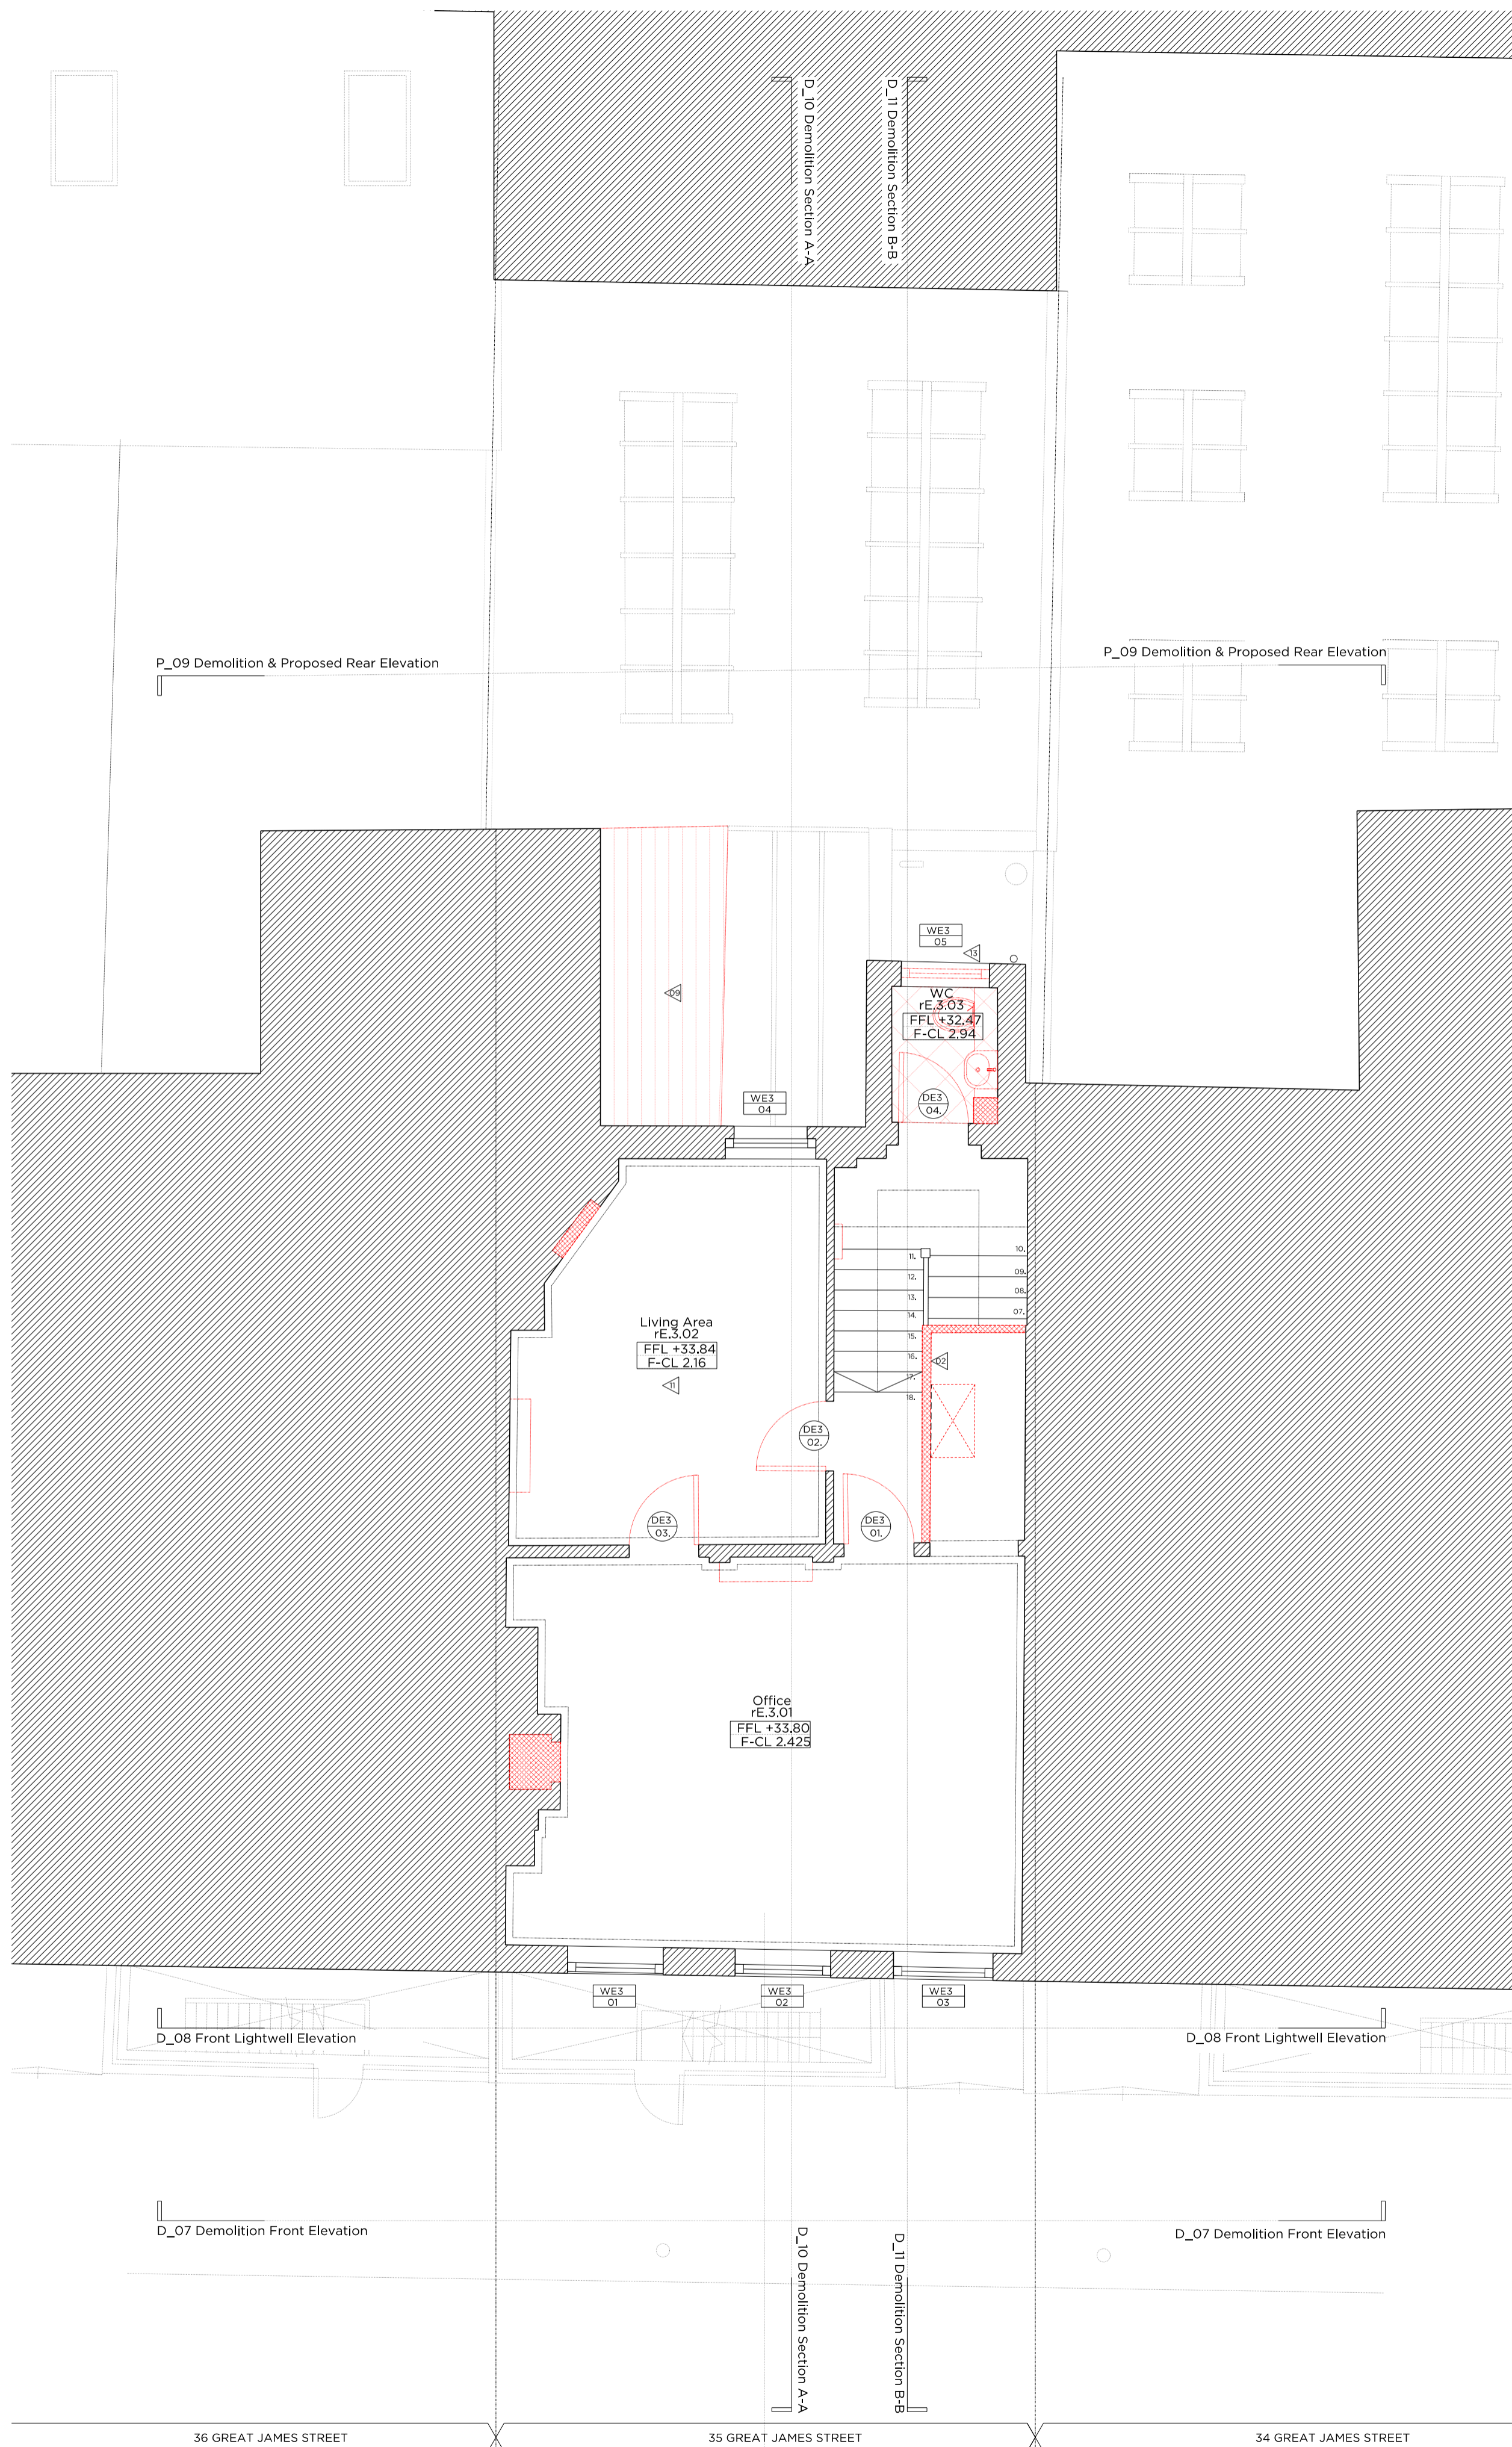 D_10 Demolition Section A-A
D_11 Demolition Section B-B
P_09 Demolition & Proposed Rear Elevation
P_09 Demolition & Proposed Rear Elevation
WE3
05
13
09
WC
rE.3.03
FFL +32.47
F-CL 2.94
WE3
04
DE3
04.
10.
11.
09.
12.
08.
13.
07.
14.
Living Area
rE.3.02
FFL +33.84
F-CL 2.16
11
15.
16.
02
17.
18.
DE3
02.
DE3
03.
DE3
01.
Office
rE.3.01
FFL +33.80
F-CL 2.425
WE3
01
WE3
02
WE3
03
D_08 Front Lightwell Elevation
D_08 Front Lightwell Elevation
D_07 Demolition Front Elevation
D_07 Demolition Front Elevation
D_10 Demolition Section A-A
D_11 Demolition Section B-B
36 GREAT JAMES STREET
35 GREAT JAMES STREET
34 GREAT JAMES STREET